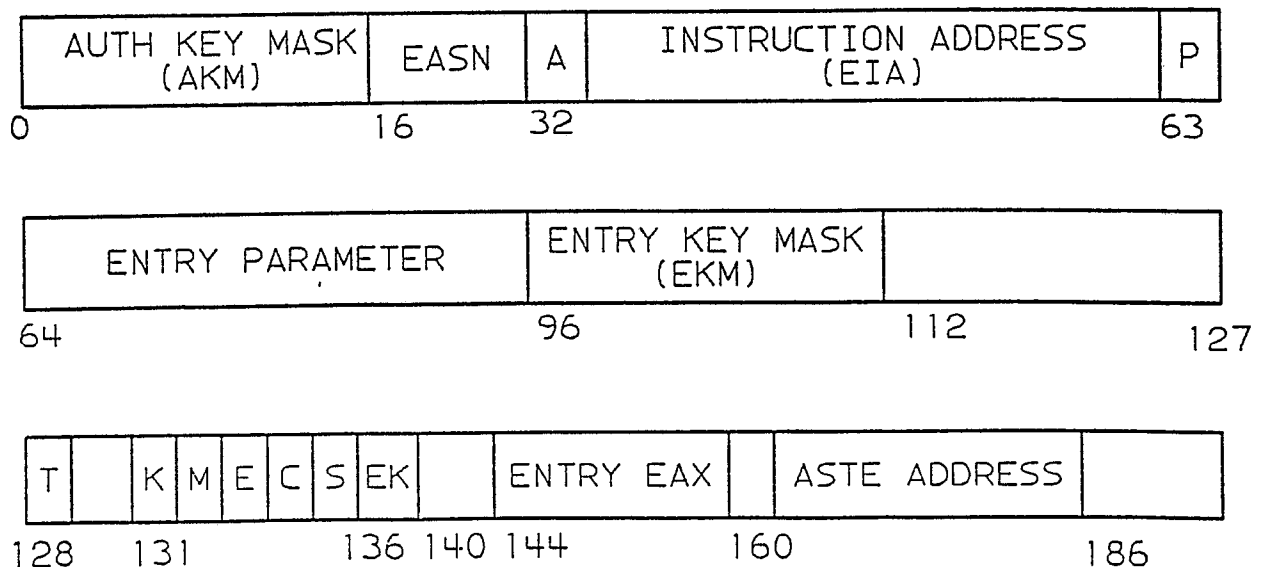 AUTH KEY MASK (AKM) EASN A INSTRUCTION ADDRESS (EIA) P
0 16 32 63
ENTRY PARAMETER ENTRY KEY MASK (EKM)
64 96 112 127
T K M E C S EK ENTRY EAX ASTE ADDRESS
128 131 136 140 144 160 186